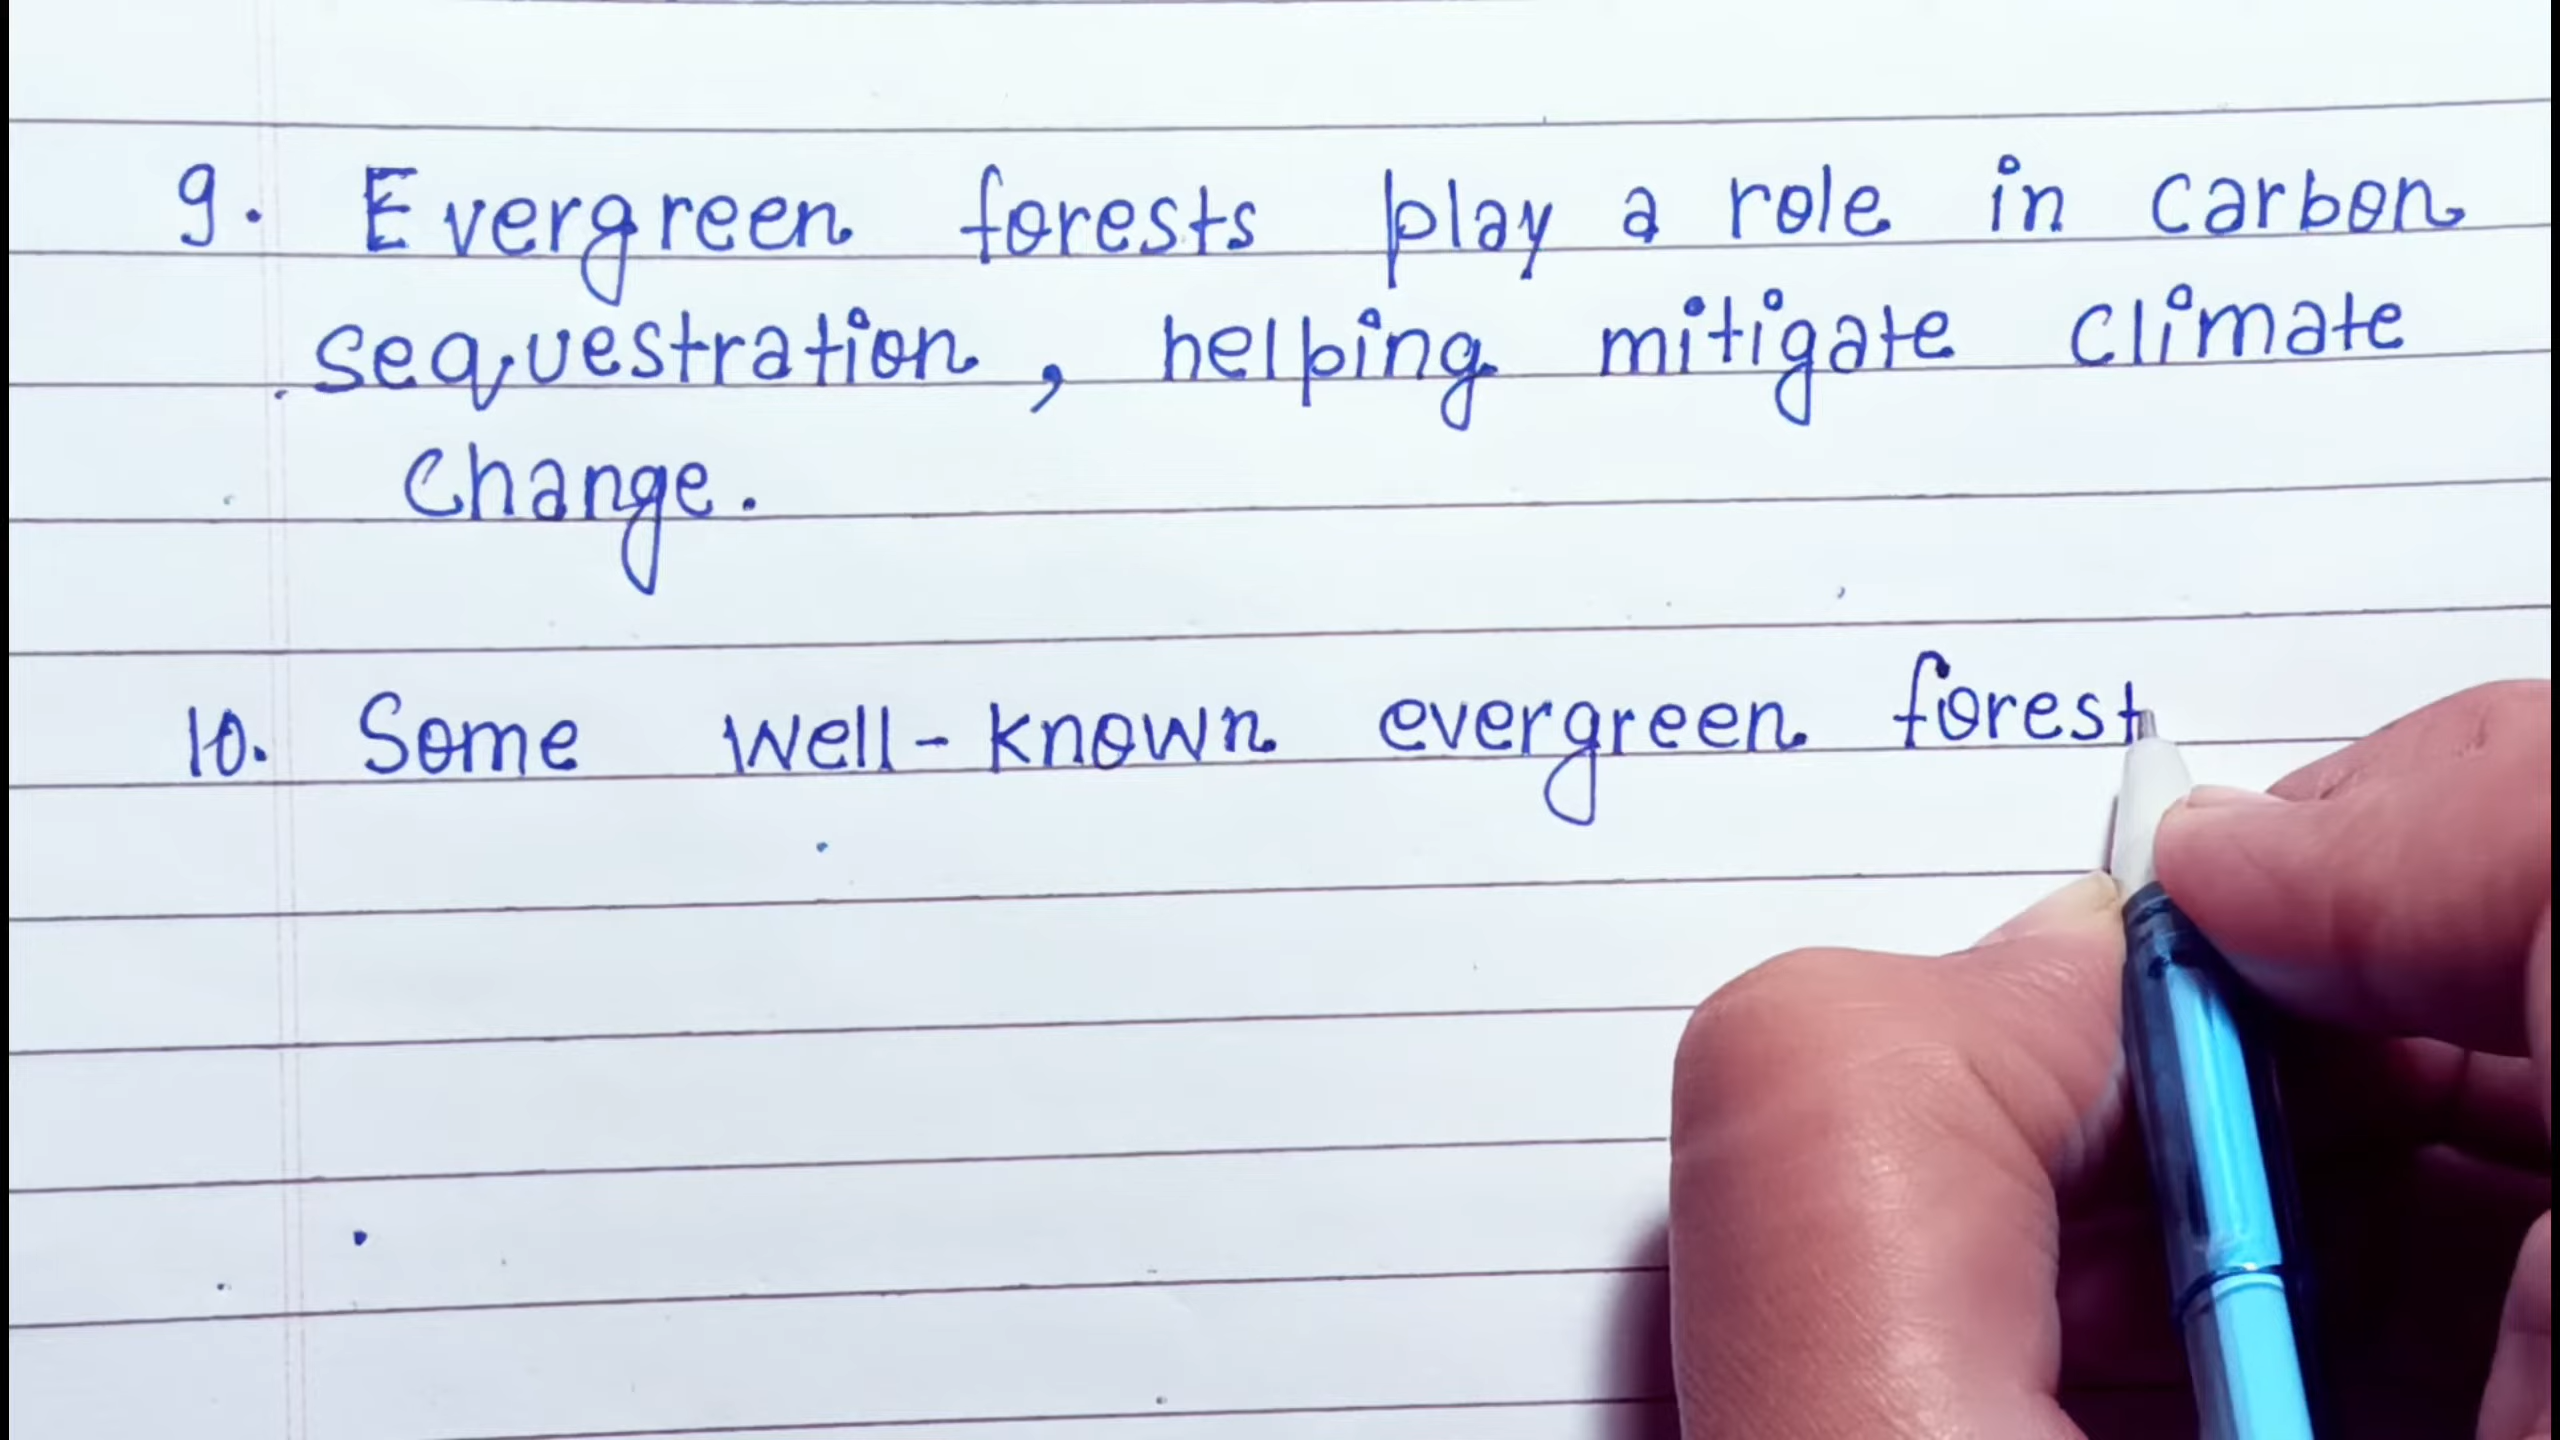 9. Evergreen forests play a role in carbon
sequestration, helping mitigate climate
change.
10. Some well-known evergreen forest